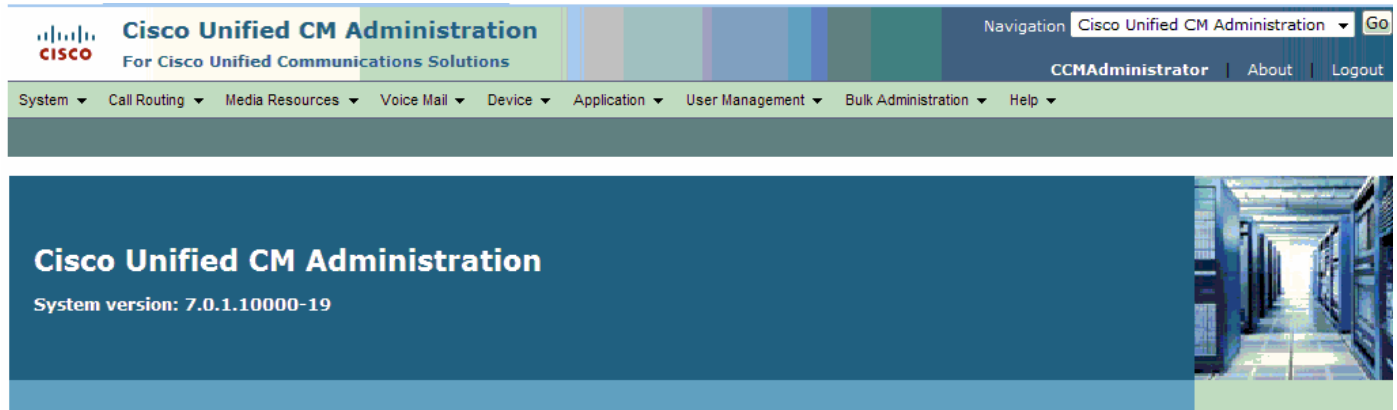 Cisco Unified CM Administration
Navigation Cisco Unified CM Administration Go
CISCO
For Cisco Unified Communications Solutions
CCMAdministrator | About | Logout
System Call Routing Media Resources Voice Mail Device Application User Management Bulk Administration Help
Cisco Unified CM Administration
System version: 7.0.1.10000-19